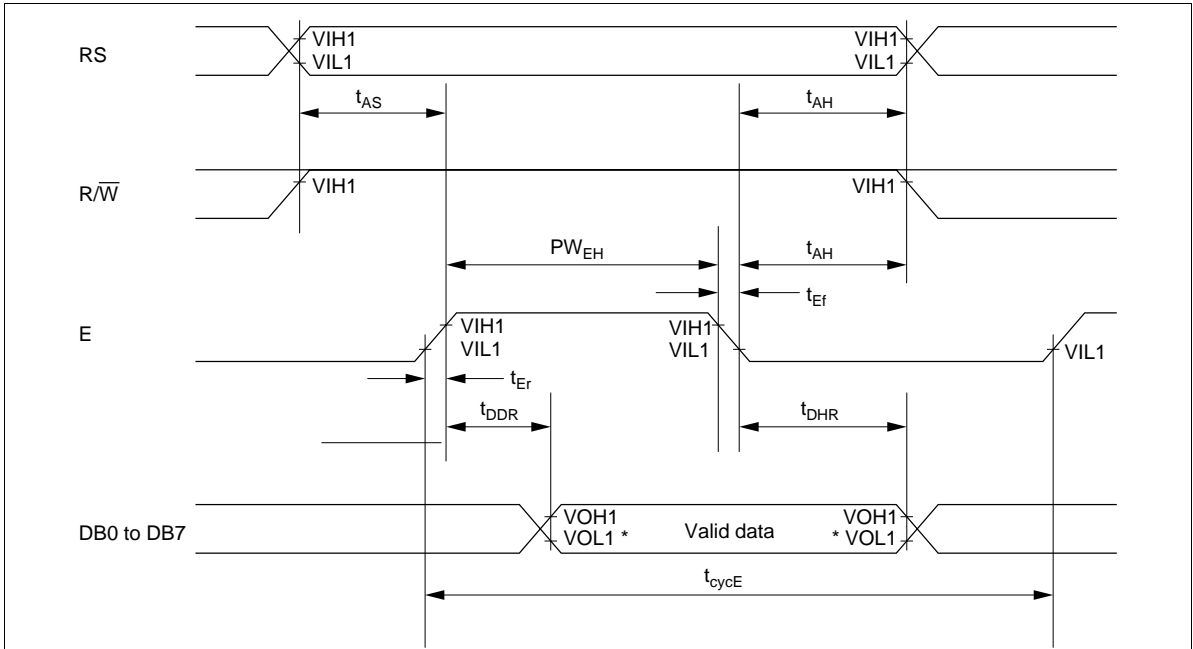 RS
VIH1
VIL1
VIH1
VIL1
tAS
tAH
R/W̅
VIH1
VIH1
PWEH
tAH
tEf
E
VIH1
VIL1
VIH1
VIL1
VIL1
tEr
tDDR
tDHR
DB0 to DB7
VOH1
VOL1 *
Valid data
VOH1
* VOL1
tcycE